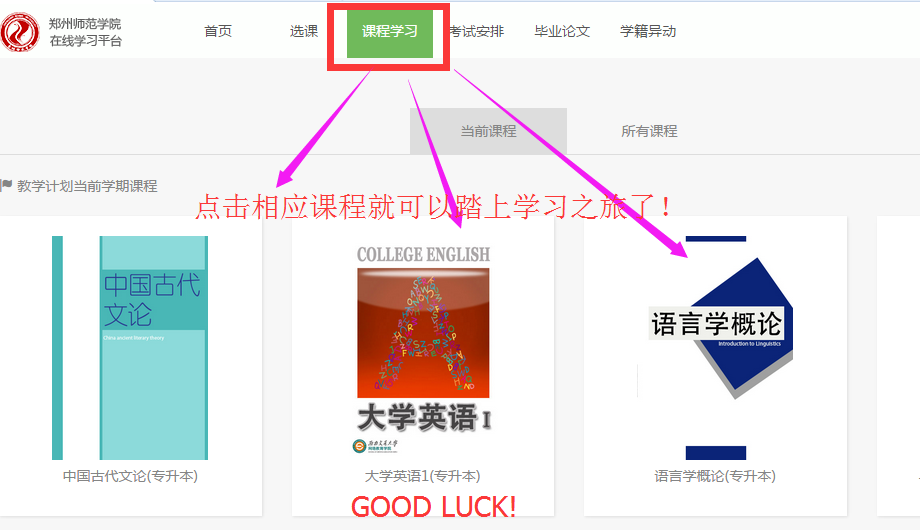 郑州师范学院
在线学习平台
首页
选课
课程学习
考试安排
毕业论文
学籍异动
当前课程
所有课程
教学计划当前学期课程
点击相应课程就可以踏上学习之旅了！
中国古代
文论
China ancient literary theory
中国古代文论(专升本)
COLLEGE ENGLISH
大学英语I
大学英语1(专升本)
GOOD LUCK!
语言学概论
Introduction to Linguistics
语言学概论(专升本)